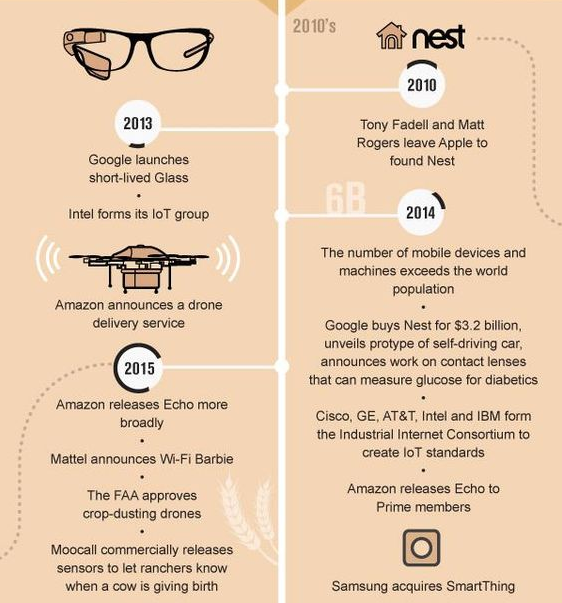 2010's
nest
2010
Tony Fadell and Matt
Rogers leave Apple to
found Nest
2013
Google launches
short-lived Glass
•
Intel forms its IoT group
Amazon announces a drone
delivery service
6B
2014
The number of mobile devices and
machines exceeds the world
population
•
Google buys Nest for $3.2 billion,
unveils protype of self-driving car,
announces work on contact lenses
that can measure glucose for diabetics
•
Cisco, GE, AT&T, Intel and IBM form
the Industrial Internet Consortium to
create IoT standards
•
Amazon releases Echo to
Prime members
Samsung acquires SmartThing
2015
Amazon releases Echo more
broadly
•
Mattel announces Wi-Fi Barbie
•
The FAA approves
crop-dusting drones
•
Moocall commercially releases
sensors to let ranchers know
when a cow is giving birth